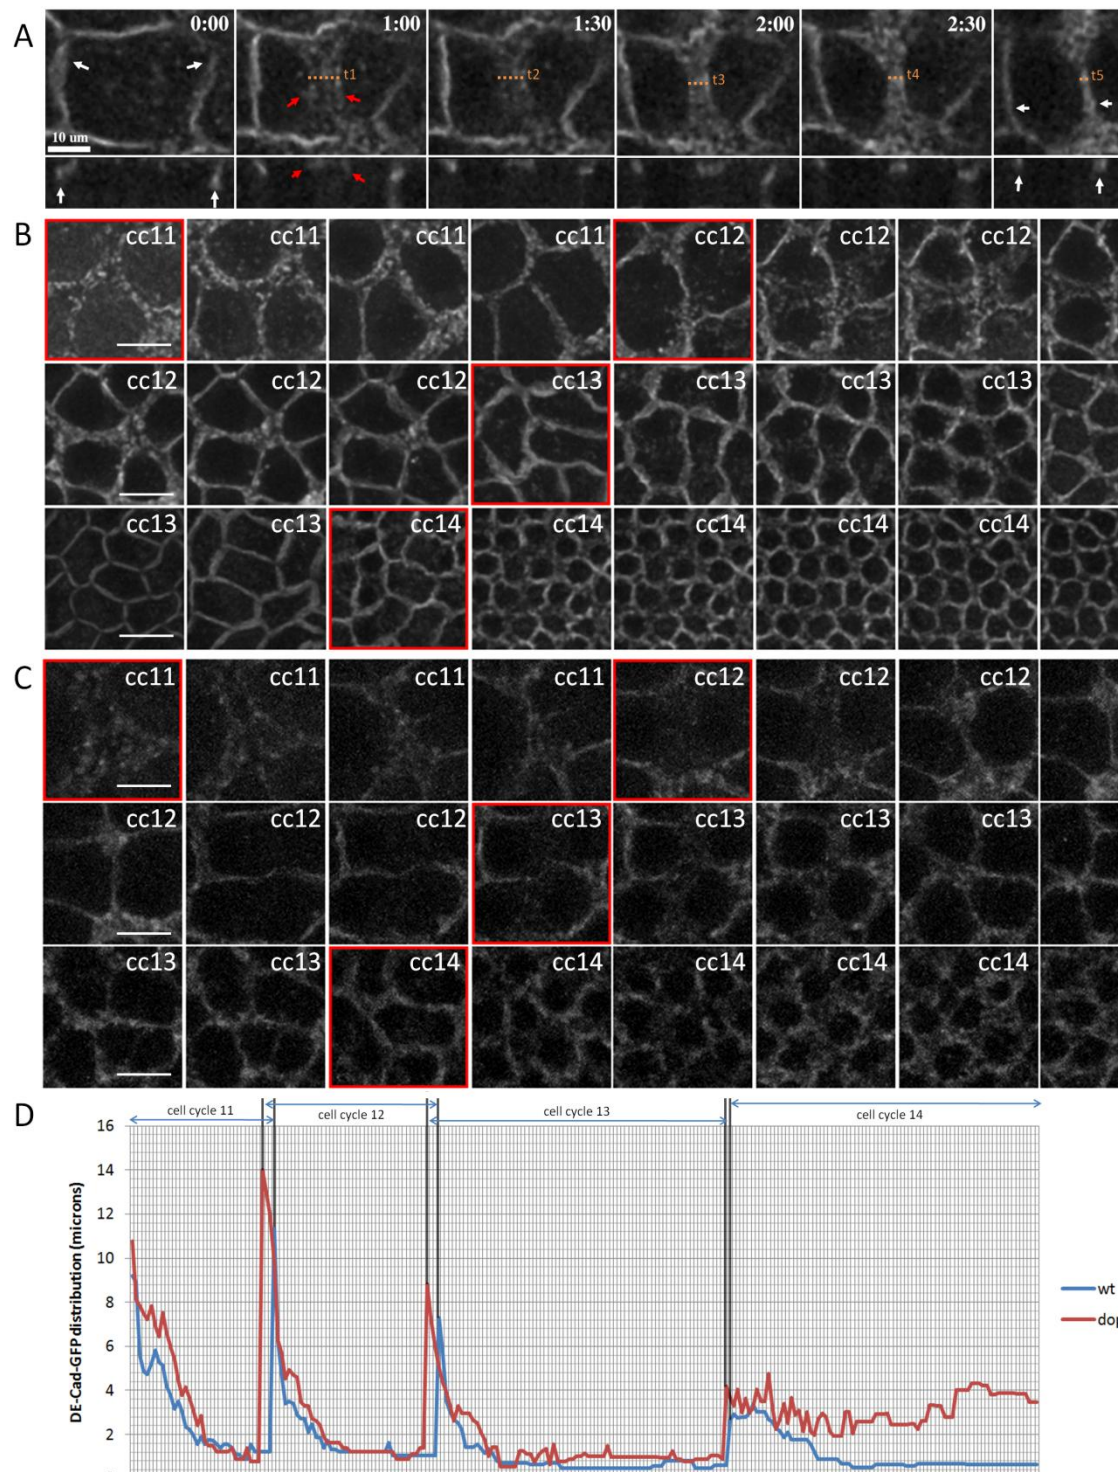 A
0:00 1:00 1:30 2:00 2:30
t1 t2 t3 t4 t5
10 um
B
cc11 cc11 cc11 cc11 cc12 cc12 cc12
cc12 cc12 cc12 cc13 cc13 cc13 cc13
cc13 cc13 cc14 cc14 cc14 cc14 cc14
C
cc11 cc11 cc11 cc11 cc12 cc12 cc12
cc12 cc12 cc12 cc13 cc13 cc13 cc13
cc13 cc13 cc14 cc14 cc14 cc14 cc14
D
cell cycle 11 cell cycle 12 cell cycle 13 cell cycle 14
DE-Cad-GFP distribution (microns)
16
14
12
10
8
6
4
2
wt